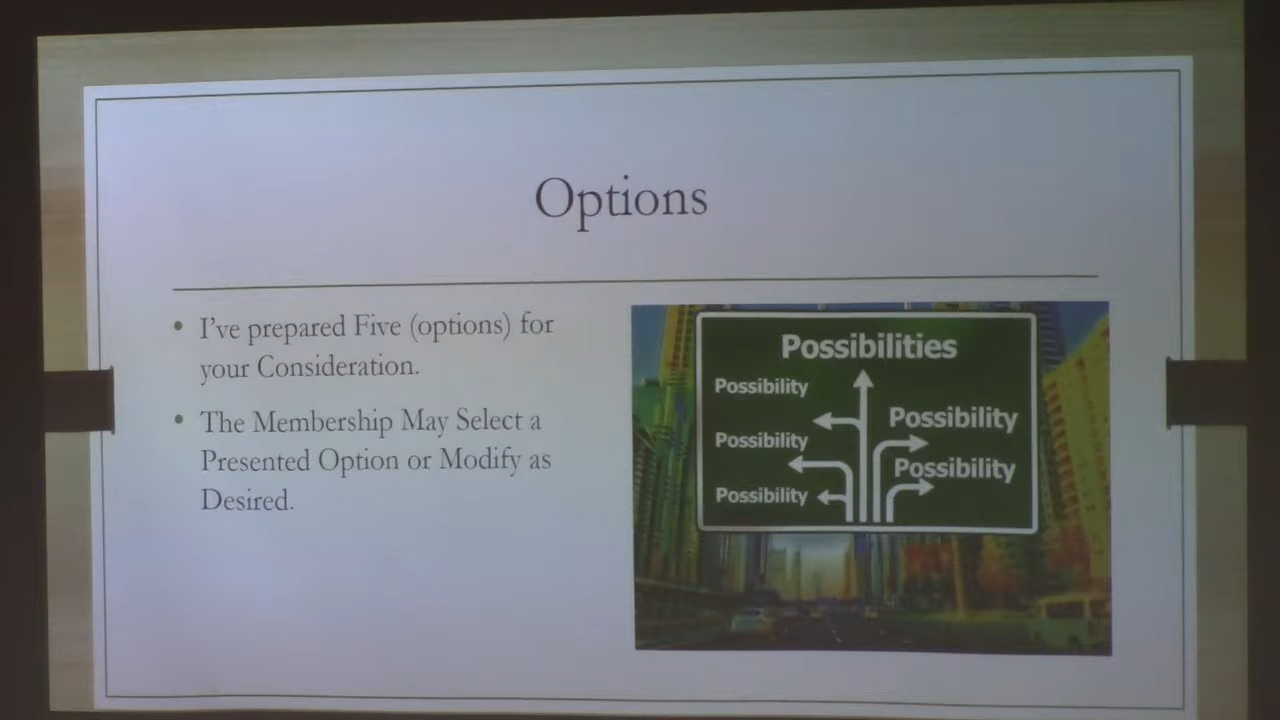 Options
• I've prepared Five (options) for
your Consideration.
• The Membership May Select a
Presented Option or Modify as
Desired.
Possibilities
Possibility
Possibility
Possibility
Possibility
Possibility